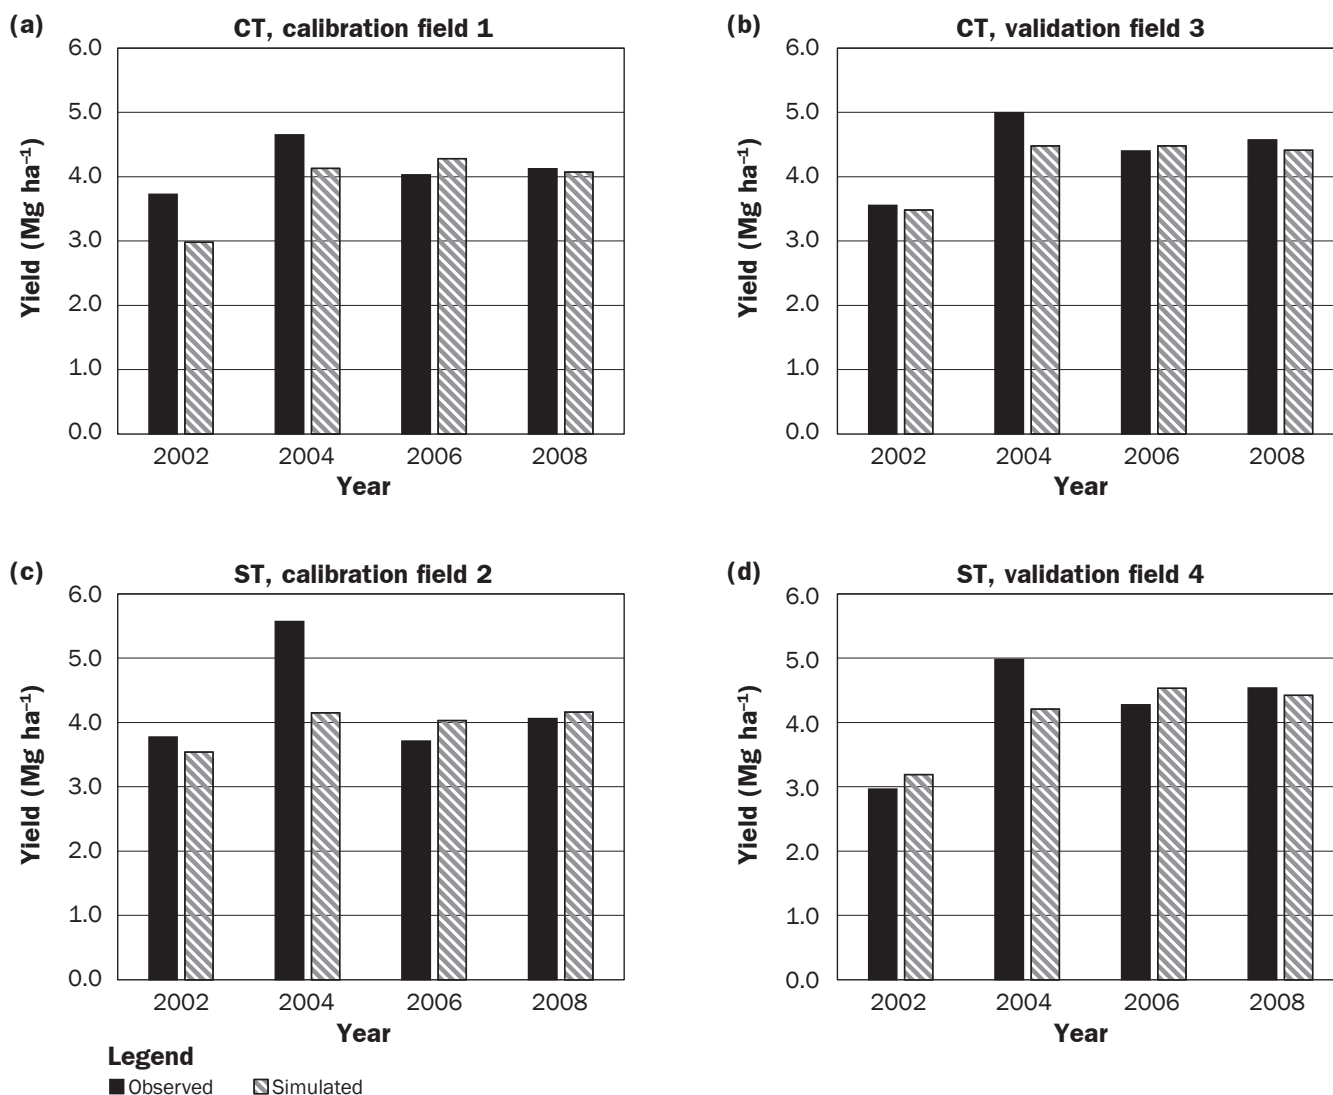 (a) CT, calibration field 1
6.0
5.0
4.0
3.0
2.0
1.0
0.0
Yield (Mg ha⁻¹)
2002 2004 2006 2008
Year
(b) CT, validation field 3
6.0
5.0
4.0
3.0
2.0
1.0
0.0
Yield (Mg ha⁻¹)
2002 2004 2006 2008
Year
(c) ST, calibration field 2
6.0
5.0
4.0
3.0
2.0
1.0
0.0
Yield (Mg ha⁻¹)
2002 2004 2006 2008
Year
(d) ST, validation field 4
6.0
5.0
4.0
3.0
2.0
1.0
0.0
Yield (Mg ha⁻¹)
2002 2004 2006 2008
Year
Legend
Observed Simulated